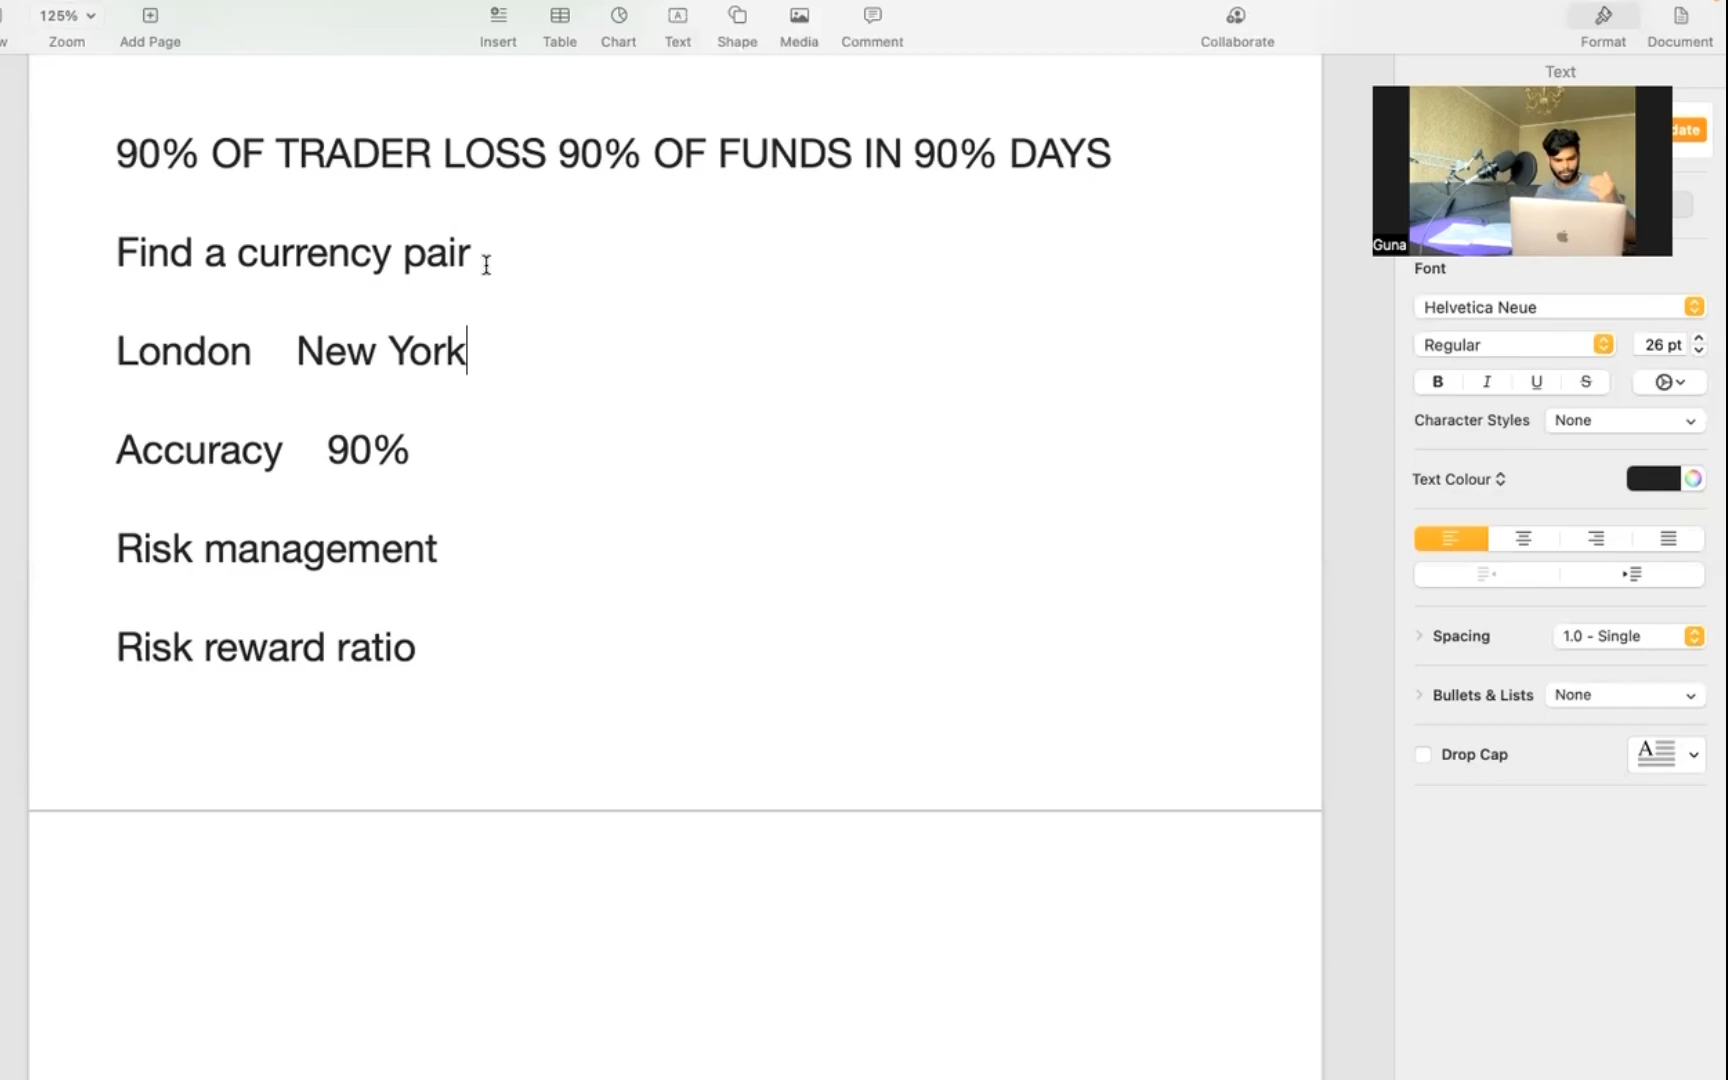 125%
Zoom
Add Page
Insert
Table
Chart
Text
Shape
Media
Comment
Collaborate
Format
Document
Text
90% OF TRADER LOSS 90% OF FUNDS IN 90% DAYS
Find a currency pair
London New York
Accuracy 90%
Risk management
Risk reward ratio
Guna
Font
Helvetica Neue
Regular
26 pt
B I U S
Character Styles None
Text Colour
Spacing 1.0 - Single
Bullets & Lists None
Drop Cap
A